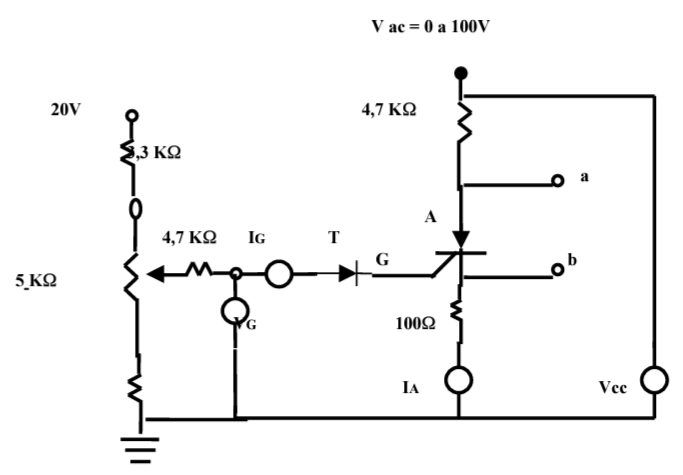 V ac = 0 a 100V
20V
4,7 KΩ
3,3 KΩ
a
A
4,7 KΩ
IG
T
G
b
5 KΩ
VG
100Ω
IA
Vcc